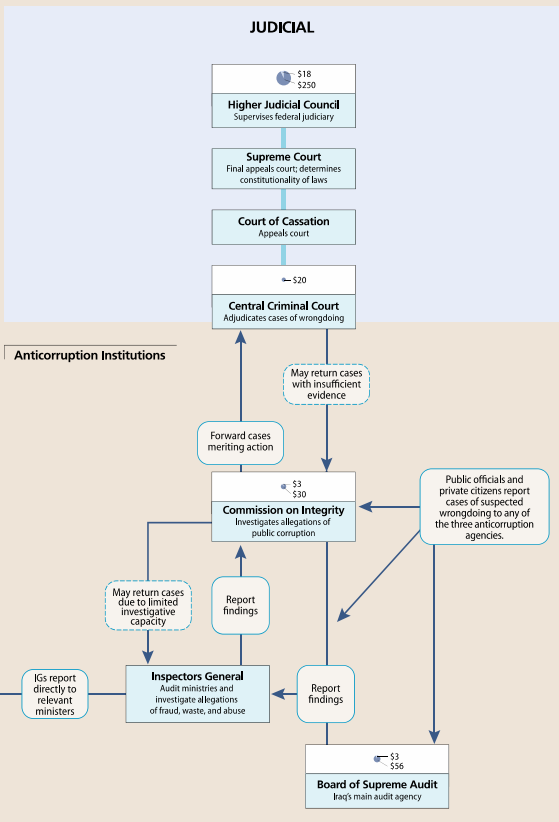 JUDICIAL
$18
$250
Higher Judicial Council
Supervises federal judiciary
Supreme Court
Final appeals court; determines
constitutionality of laws
Court of Cassation
Appeals court
$20
Central Criminal Court
Adjudicates cases of wrongdoing
Anticorruption Institutions
May return cases
with insufficient
evidence
Forward cases
meriting action
$3
$30
Commission on Integrity
Investigates allegations of
public corruption
Public officials and
private citizens report
cases of suspected
wrongdoing to any of
the three anticorruption
agencies.
May return cases
due to limited
investigative
capacity
Report
findings
IGs report
directly to
relevant
ministers
Inspectors General
Audit ministries and
investigate allegations
of fraud, waste, and abuse
Report
findings
$3
$56
Board of Supreme Audit
Iraq's main audit agency